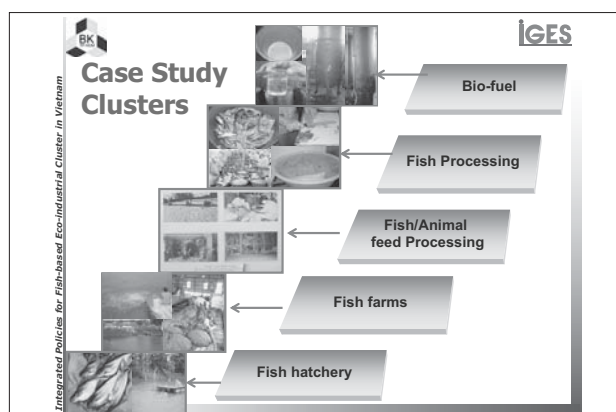 BK
IGES
Case Study
Clusters
Integrated Policies for Fish-based Eco-industrial Cluster in Vietnam
Bio-fuel
Fish Processing
Fish/Animal
feed Processing
Fish farms
Fish hatchery